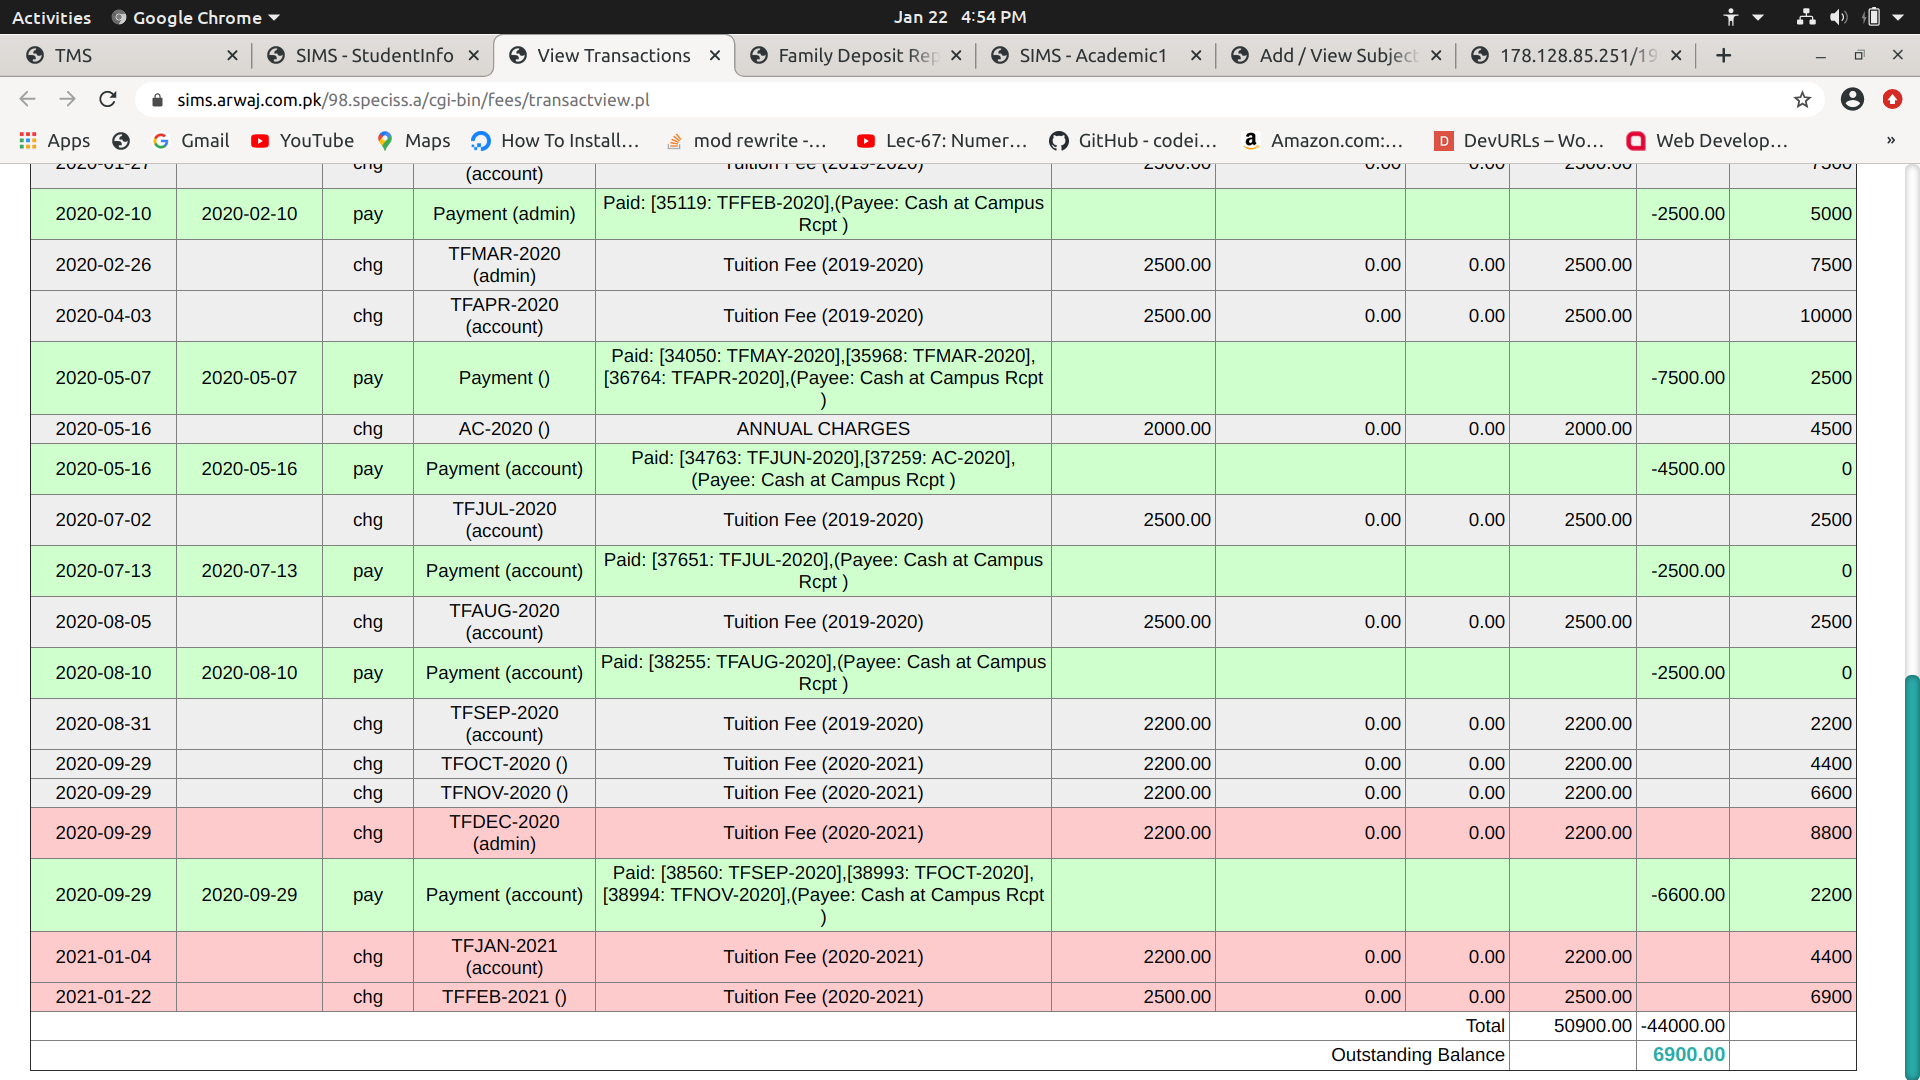 Activities Google Chrome Jan 22 4:54 PM
TMS SIMS - StudentInfo View Transactions Family Deposit Rep SIMS - Academic1 Add / View Subject 178.128.85.251/19
sims.arwaj.com.pk/98.speciss.a/cgi-bin/fees/transactview.pl
Apps Gmail YouTube Maps How To Install... mod rewrite -... Lec-67: Numer... GitHub - codei... Amazon.com:... DevURLs – Wo... Web Develop... »
2020-01-27 chg (account) Tuition Fee (2019-2020) 2500.00 0.00 0.00 2500.00 7500
2020-02-10 2020-02-10 pay Payment (admin) Paid: [35119: TFFEB-2020],(Payee: Cash at Campus
Rcpt ) -2500.00 5000
2020-02-26 chg TFMAR-2020
(admin) Tuition Fee (2019-2020) 2500.00 0.00 0.00 2500.00 7500
2020-04-03 chg TFAPR-2020
(account) Tuition Fee (2019-2020) 2500.00 0.00 0.00 2500.00 10000
2020-05-07 2020-05-07 pay Payment () Paid: [34050: TFMAY-2020],[35968: TFMAR-2020],
[36764: TFAPR-2020],(Payee: Cash at Campus Rcpt
) -7500.00 2500
2020-05-16 chg AC-2020 () ANNUAL CHARGES 2000.00 0.00 0.00 2000.00 4500
2020-05-16 2020-05-16 pay Payment (account) Paid: [34763: TFJUN-2020],[37259: AC-2020],
(Payee: Cash at Campus Rcpt ) -4500.00 0
2020-07-02 chg TFJUL-2020
(account) Tuition Fee (2019-2020) 2500.00 0.00 0.00 2500.00 2500
2020-07-13 2020-07-13 pay Payment (account) Paid: [37651: TFJUL-2020],(Payee: Cash at Campus
Rcpt ) -2500.00 0
2020-08-05 chg TFAUG-2020
(account) Tuition Fee (2019-2020) 2500.00 0.00 0.00 2500.00 2500
2020-08-10 2020-08-10 pay Payment (account) Paid: [38255: TFAUG-2020],(Payee: Cash at Campus
Rcpt ) -2500.00 0
2020-08-31 chg TFSEP-2020
(account) Tuition Fee (2019-2020) 2200.00 0.00 0.00 2200.00 2200
2020-09-29 chg TFOCT-2020 () Tuition Fee (2020-2021) 2200.00 0.00 0.00 2200.00 4400
2020-09-29 chg TFNOV-2020 () Tuition Fee (2020-2021) 2200.00 0.00 0.00 2200.00 6600
2020-09-29 chg TFDEC-2020
(admin) Tuition Fee (2020-2021) 2200.00 0.00 0.00 2200.00 8800
2020-09-29 2020-09-29 pay Payment (account) Paid: [38560: TFSEP-2020],[38993: TFOCT-2020],
[38994: TFNOV-2020],(Payee: Cash at Campus Rcpt
) -6600.00 2200
2021-01-04 chg TFJAN-2021
(account) Tuition Fee (2020-2021) 2200.00 0.00 0.00 2200.00 4400
2021-01-22 chg TFFEB-2021 () Tuition Fee (2020-2021) 2500.00 0.00 0.00 2500.00 6900
Total 50900.00 -44000.00
Outstanding Balance 6900.00